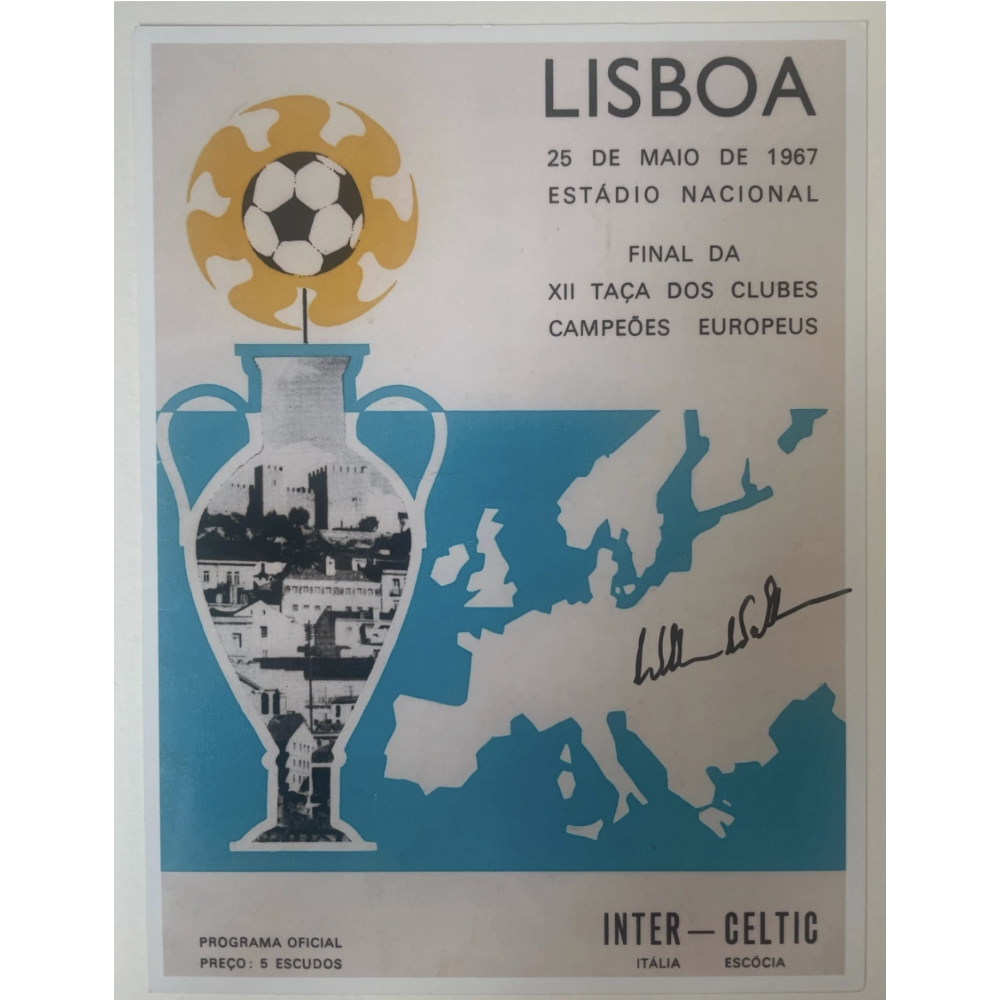 LISBOA
25 DE MAIO DE 1967
ESTÁDIO NACIONAL
FINAL DA
XII TAÇA DOS CLUBES
CAMPEÕES EUROPEUS
INTER — CELTIC
ITÁLIA ESCÓCIA
PROGRAMA OFICIAL
PREÇO: 5 ESCUDOS